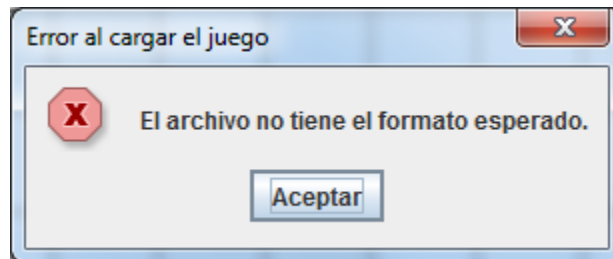 Error al cargar el juego
El archivo no tiene el formato esperado.
Aceptar